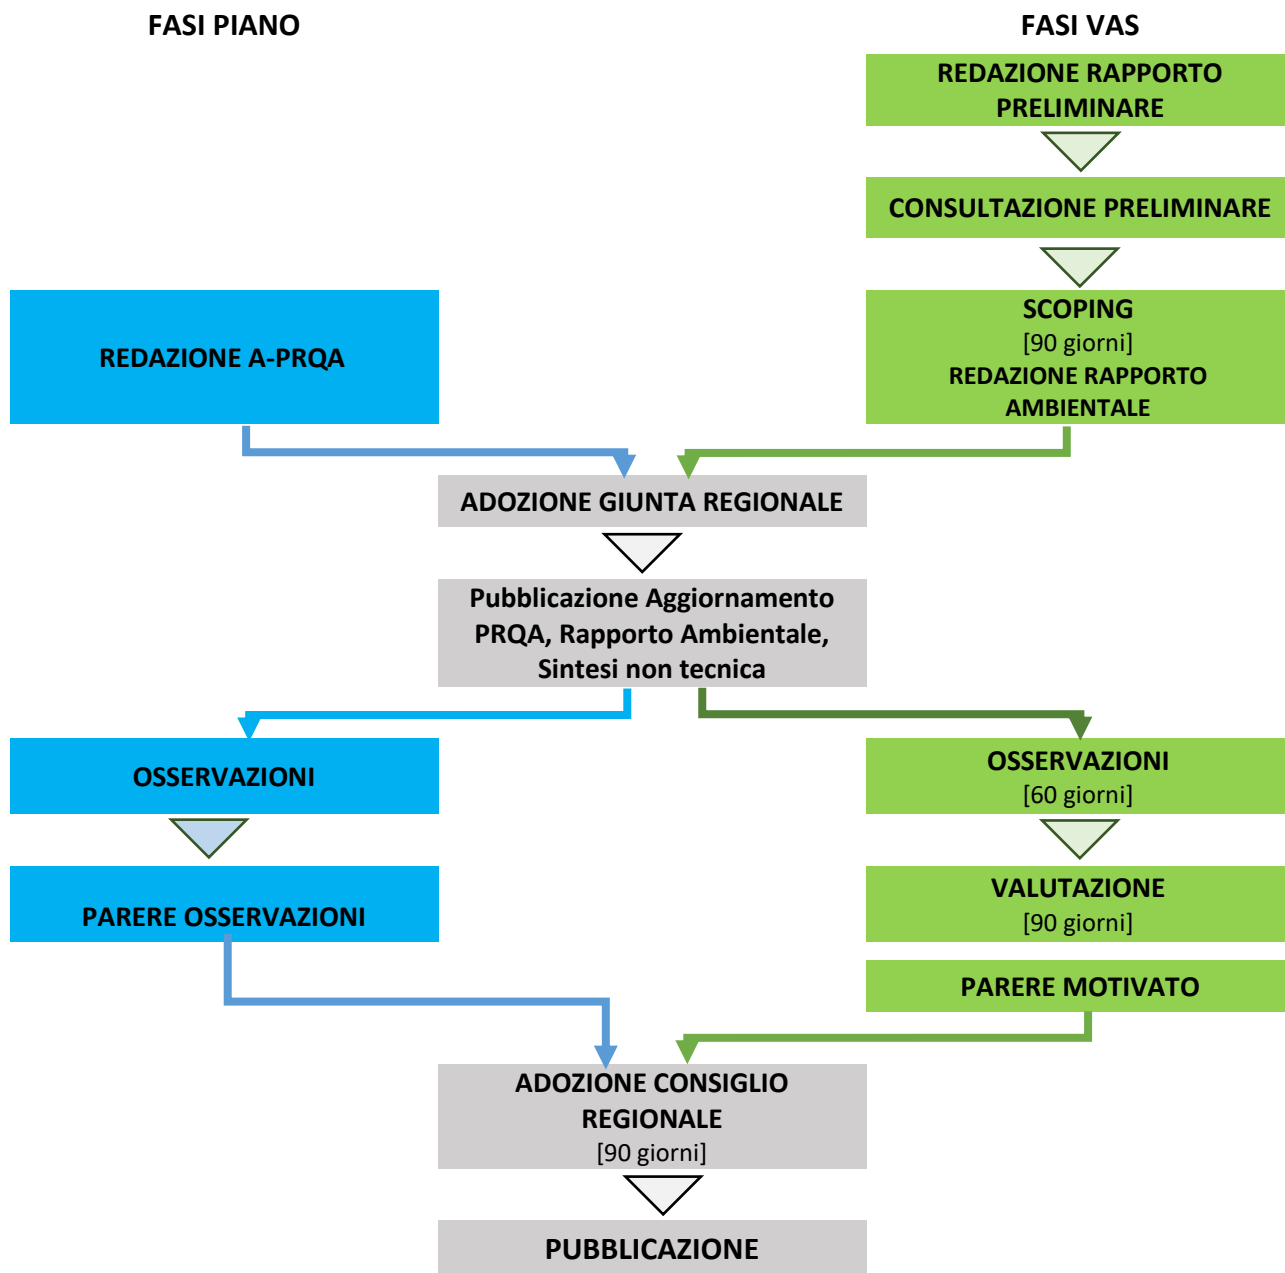 FASI PIANO
FASI VAS
REDAZIONE RAPPORTO
PRELIMINARE
CONSULTAZIONE PRELIMINARE
REDAZIONE A-PRQA
SCOPING
[90 giorni]
REDAZIONE RAPPORTO
AMBIENTALE
ADOZIONE GIUNTA REGIONALE
Pubblicazione Aggiornamento
PRQA, Rapporto Ambientale,
Sintesi non tecnica
OSSERVAZIONI
OSSERVAZIONI
[60 giorni]
PARERE OSSERVAZIONI
VALUTAZIONE
[90 giorni]
PARERE MOTIVATO
ADOZIONE CONSIGLIO
REGIONALE
[90 giorni]
PUBBLICAZIONE